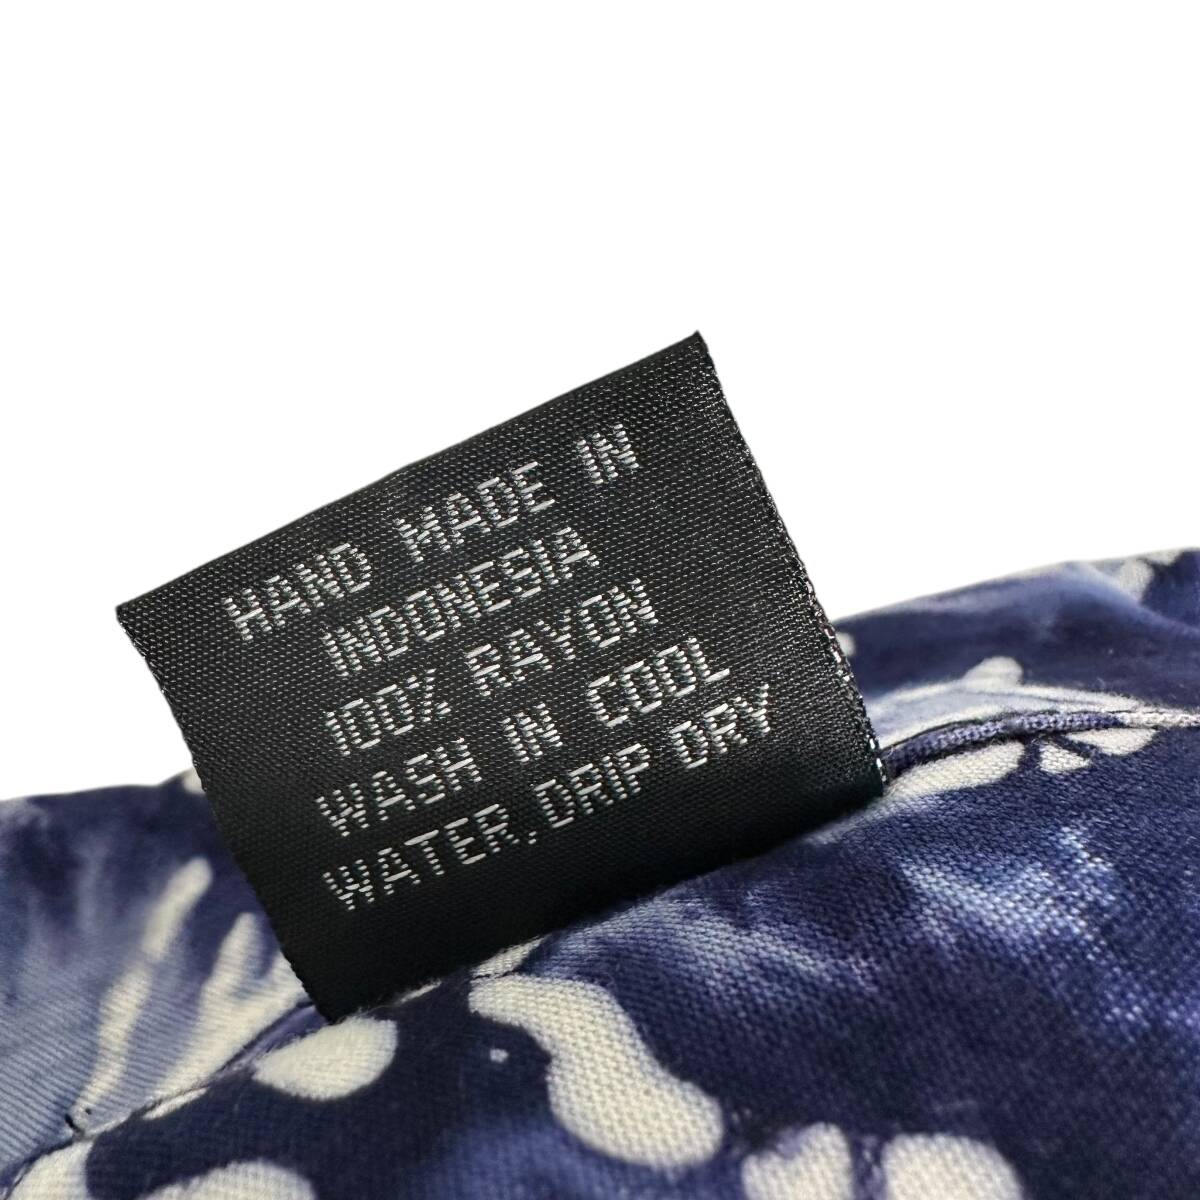 HAND MADE IN
INDONESIA
100% RAYON
WASH IN COOL
WATER,DRIP DRY